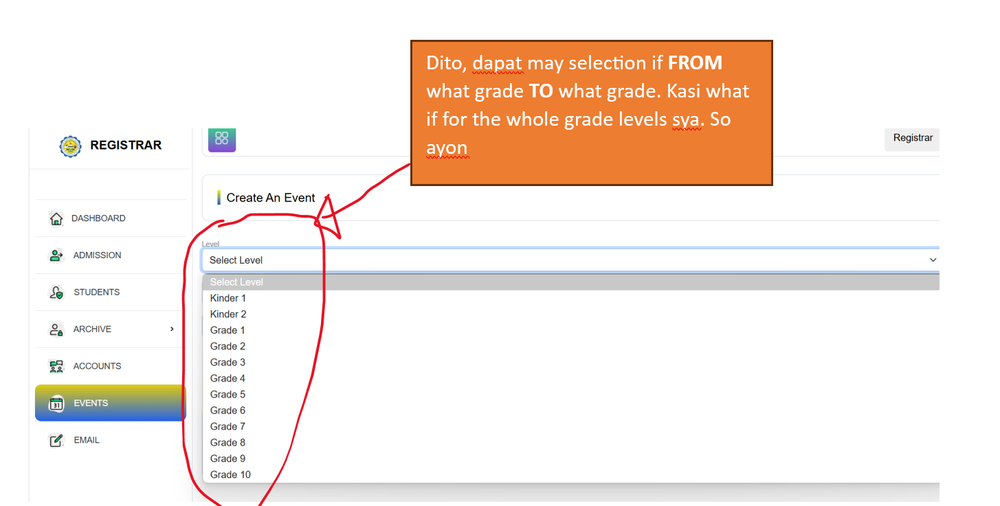 Dito, dapat may selection if FROM
what grade TO what grade. Kasi what
if for the whole grade levels sya. So
ayon
REGISTRAR
Registrar
Create An Event
DASHBOARD
ADMISSION
STUDENTS
ARCHIVE
ACCOUNTS
31
EVENTS
EMAIL
Level
Select Level
Select Level
Kinder 1
Kinder 2
Grade 1
Grade 2
Grade 3
Grade 4
Grade 5
Grade 6
Grade 7
Grade 8
Grade 9
Grade 10